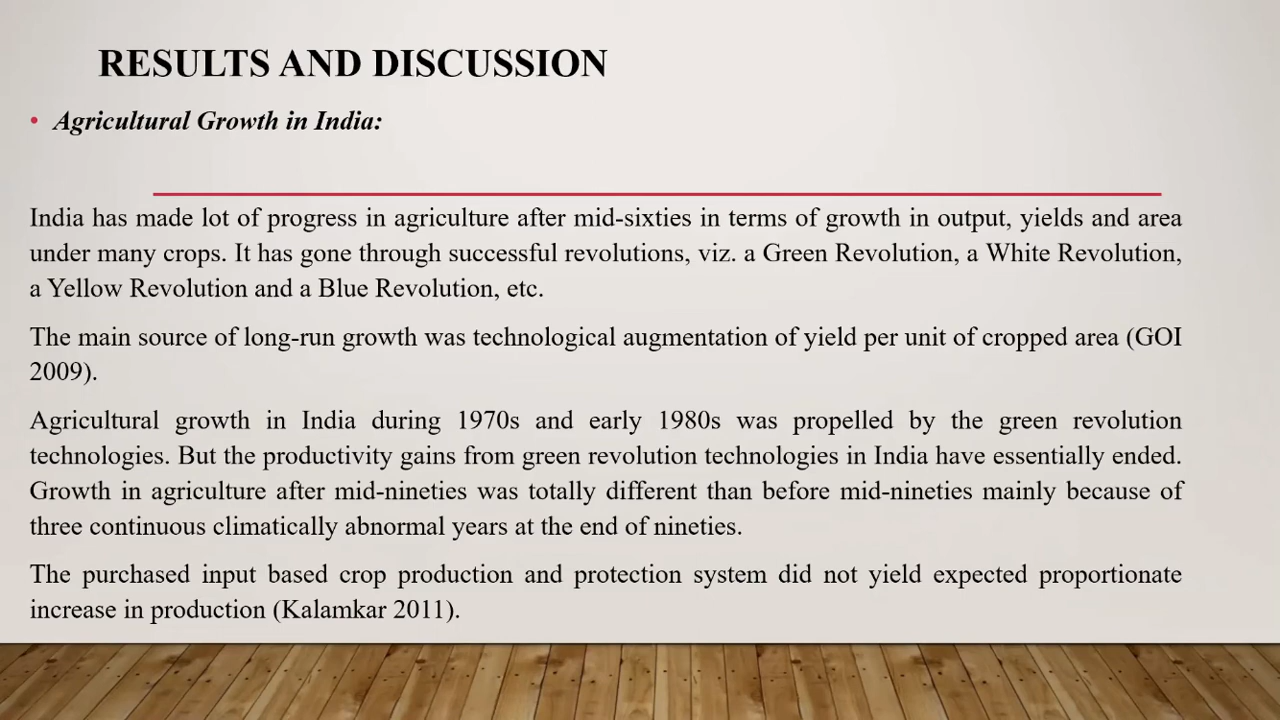 RESULTS AND DISCUSSION
• Agricultural Growth in India:
India has made lot of progress in agriculture after mid-sixties in terms of growth in output, yields and area
under many crops. It has gone through successful revolutions, viz. a Green Revolution, a White Revolution,
a Yellow Revolution and a Blue Revolution, etc.
The main source of long-run growth was technological augmentation of yield per unit of cropped area (GOI
2009).
Agricultural growth in India during 1970s and early 1980s was propelled by the green revolution
technologies. But the productivity gains from green revolution technologies in India have essentially ended.
Growth in agriculture after mid-nineties was totally different than before mid-nineties mainly because of
three continuous climatically abnormal years at the end of nineties.
The purchased input based crop production and protection system did not yield expected proportionate
increase in production (Kalamkar 2011).